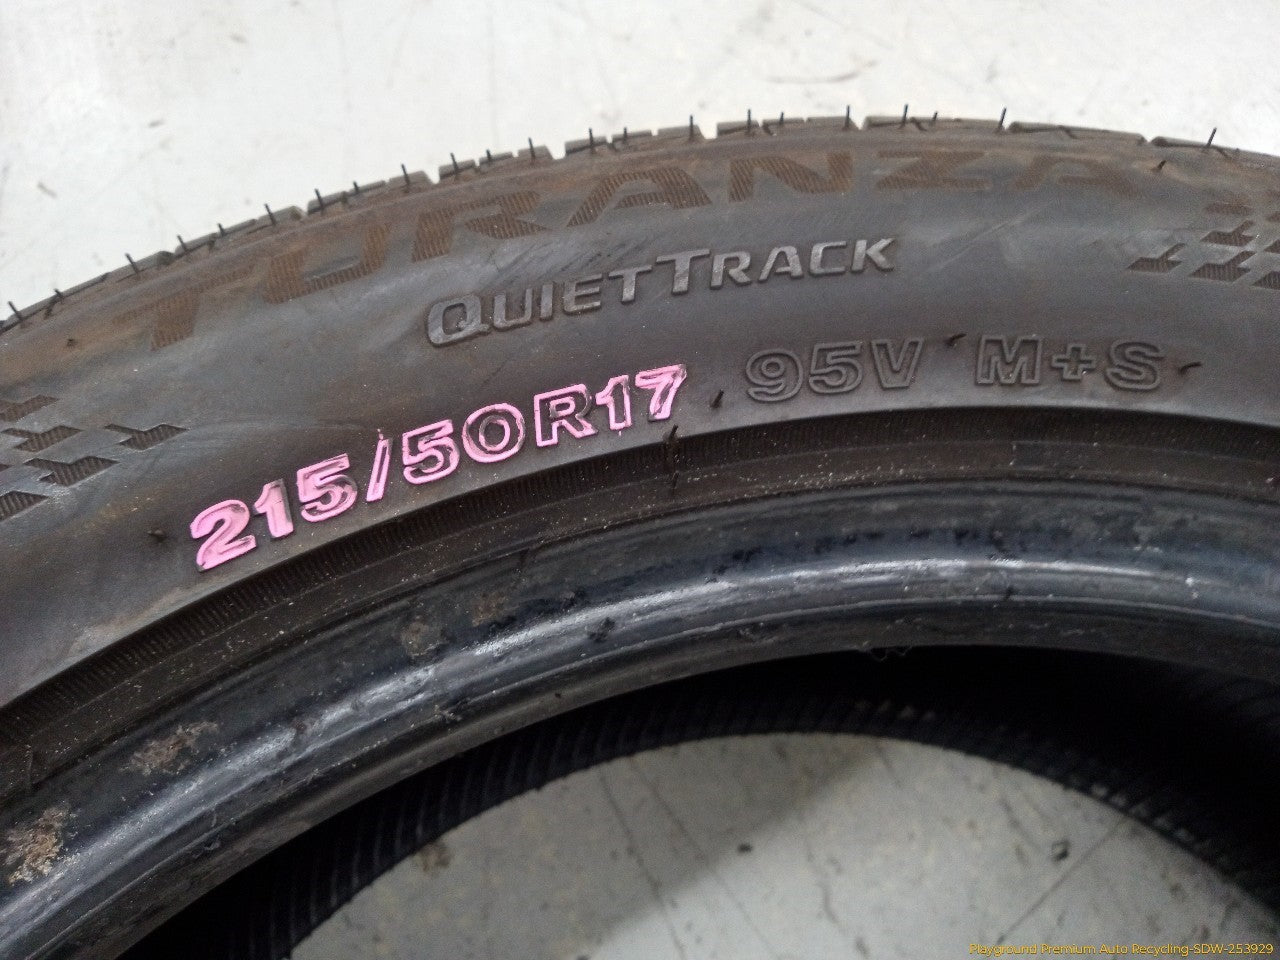 TURANZA
QUIETTRACK
215/50R17 95V M+S
Playground Premium Auto Recycling-SDW-253929